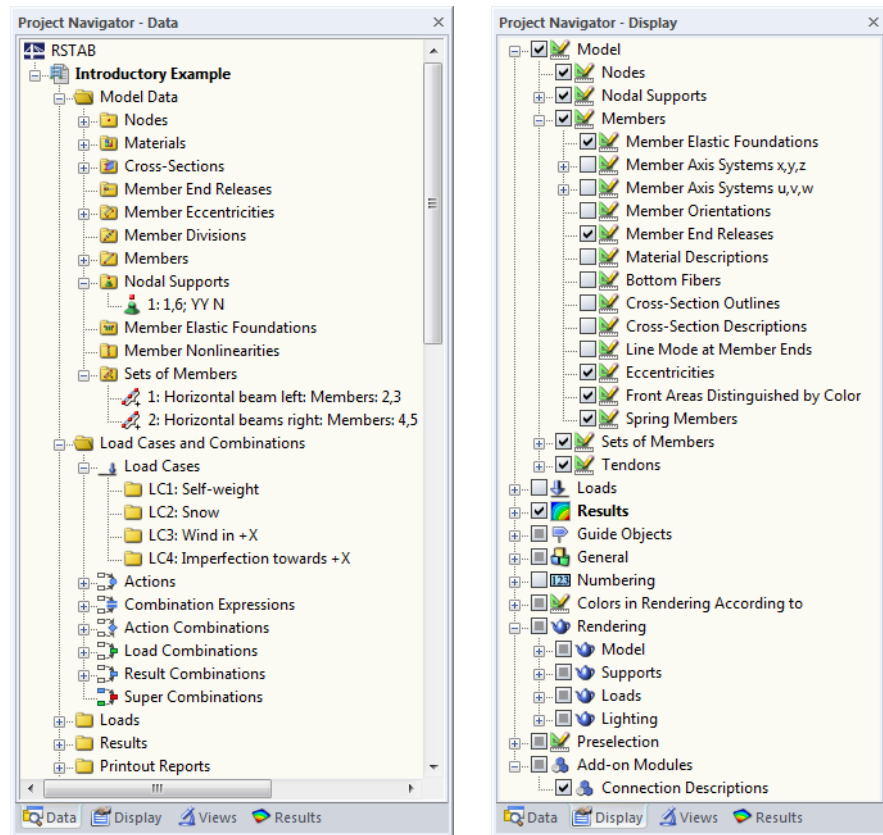 Project Navigator - Data
RSTAB
Introductory Example
Model Data
Nodes
Materials
Cross-Sections
Member End Releases
Member Eccentricities
Member Divisions
Members
Nodal Supports
1: 1,6; YY N
Member Elastic Foundations
Member Nonlinearities
Sets of Members
1: Horizontal beam left: Members: 2,3
2: Horizontal beams right: Members: 4,5
Load Cases and Combinations
Load Cases
LC1: Self-weight
LC2: Snow
LC3: Wind in +X
LC4: Imperfection towards +X
Actions
Combination Expressions
Action Combinations
Load Combinations
Result Combinations
Super Combinations
Loads
Results
Printout Reports
Data Display Views Results
Project Navigator - Display
Model
Nodes
Nodal Supports
Members
Member Elastic Foundations
Member Axis Systems x,y,z
Member Axis Systems u,v,w
Member Orientations
Member End Releases
Material Descriptions
Bottom Fibers
Cross-Section Outlines
Cross-Section Descriptions
Line Mode at Member Ends
Eccentricities
Front Areas Distinguished by Color
Spring Members
Sets of Members
Tendons
Loads
Results
Guide Objects
General
123 Numbering
Colors in Rendering According to
Rendering
Model
Supports
Loads
Lighting
Preselection
Add-on Modules
Connection Descriptions
Data Display Views Results